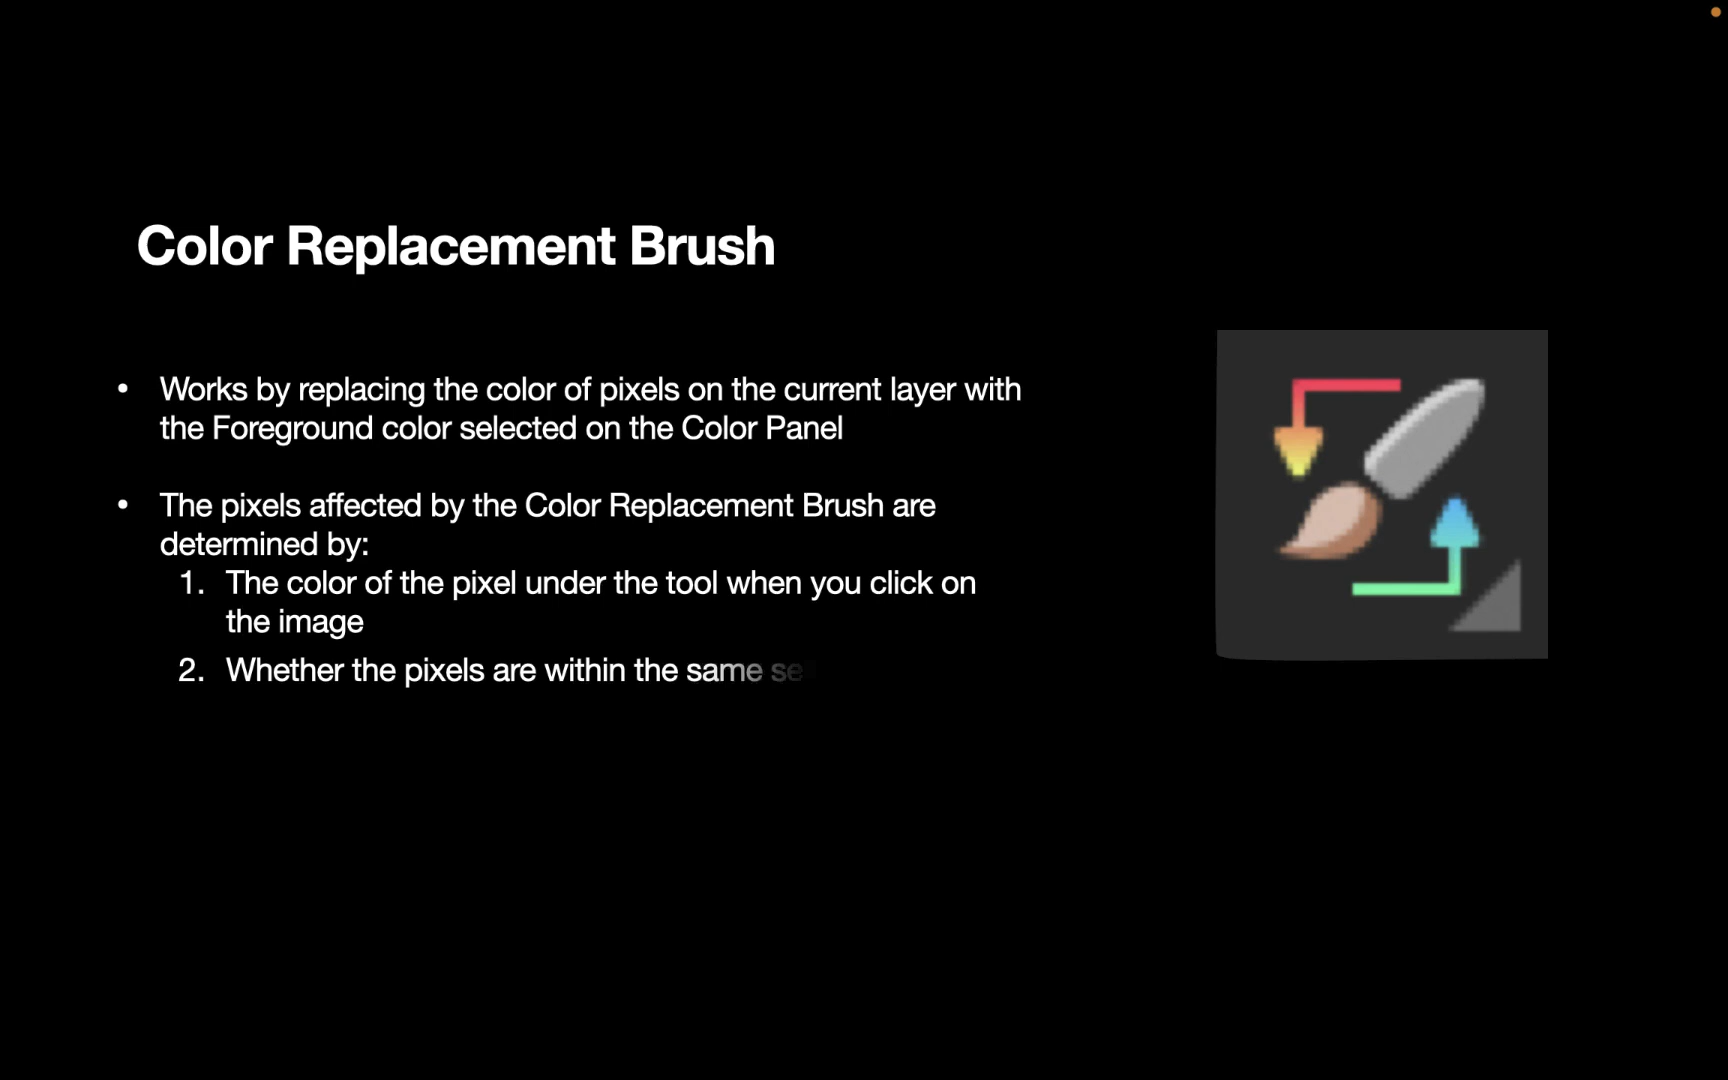 Color Replacement Brush
• Works by replacing the color of pixels on the current layer with
the Foreground color selected on the Color Panel
• The pixels affected by the Color Replacement Brush are
determined by:
1. The color of the pixel under the tool when you click on
the image
2. Whether the pixels are within the same